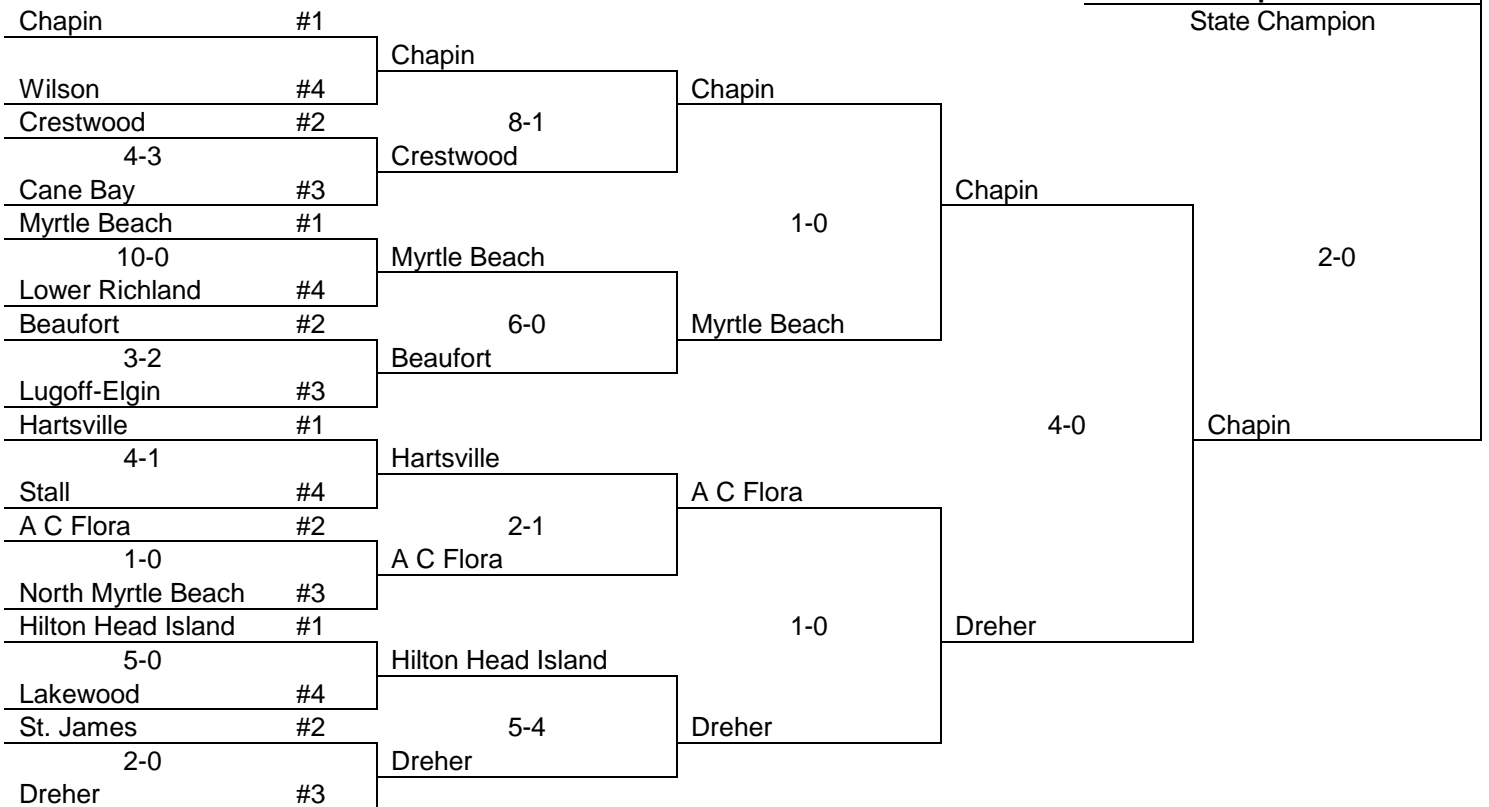 State Champion
Chapin #1
Chapin
Wilson #4
Chapin
Crestwood #2
8-1
4-3
Crestwood
Cane Bay #3
Chapin
Myrtle Beach #1
1-0
10-0
Myrtle Beach
2-0
Lower Richland #4
Beaufort #2
6-0
Myrtle Beach
3-2
Beaufort
Lugoff-Elgin #3
Hartsville #1
4-0
Chapin
4-1
Hartsville
Stall #4
A C Flora
A C Flora #2
2-1
1-0
A C Flora
North Myrtle Beach #3
Hilton Head Island #1
1-0
Dreher
5-0
Hilton Head Island
Lakewood #4
St. James #2
5-4
Dreher
2-0
Dreher
Dreher #3